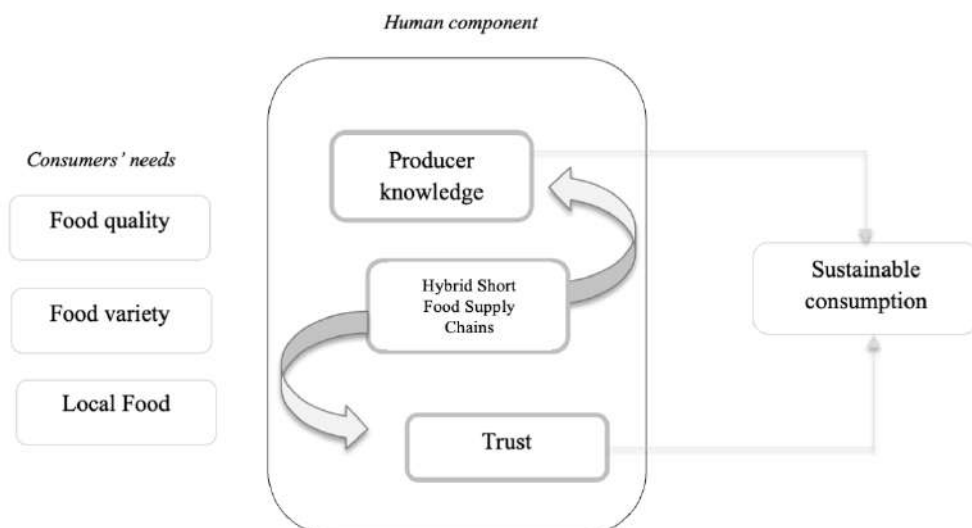 Human component
Consumers’ needs
Food quality
Food variety
Local Food
Producer
knowledge
Hybrid Short
Food Supply
Chains
Trust
Sustainable
consumption